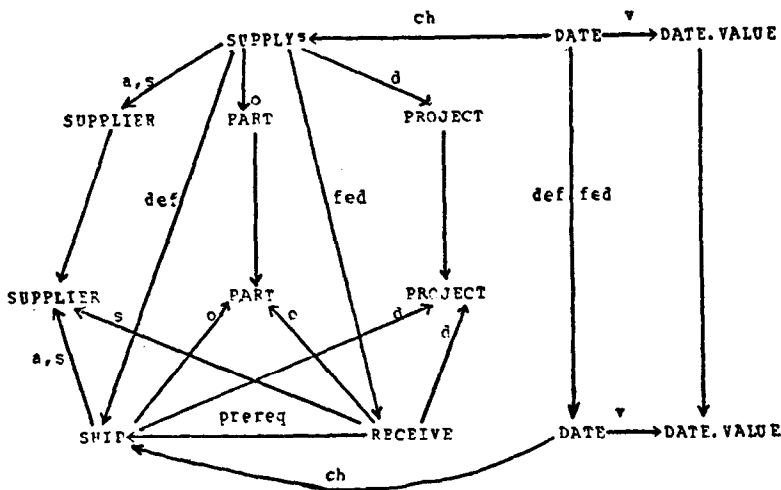 ch
v
SUPPLY
DATE
DATE.VALUE
a,s
o
d
SUPPLIER
PART
PROJECT
def
fed
def fed
SUPPLIER
PART
PROJECT
s
o
o
d
d
a,s
prereq
v
SHIP
RECEIVE
DATE
DATE.VALUE
ch